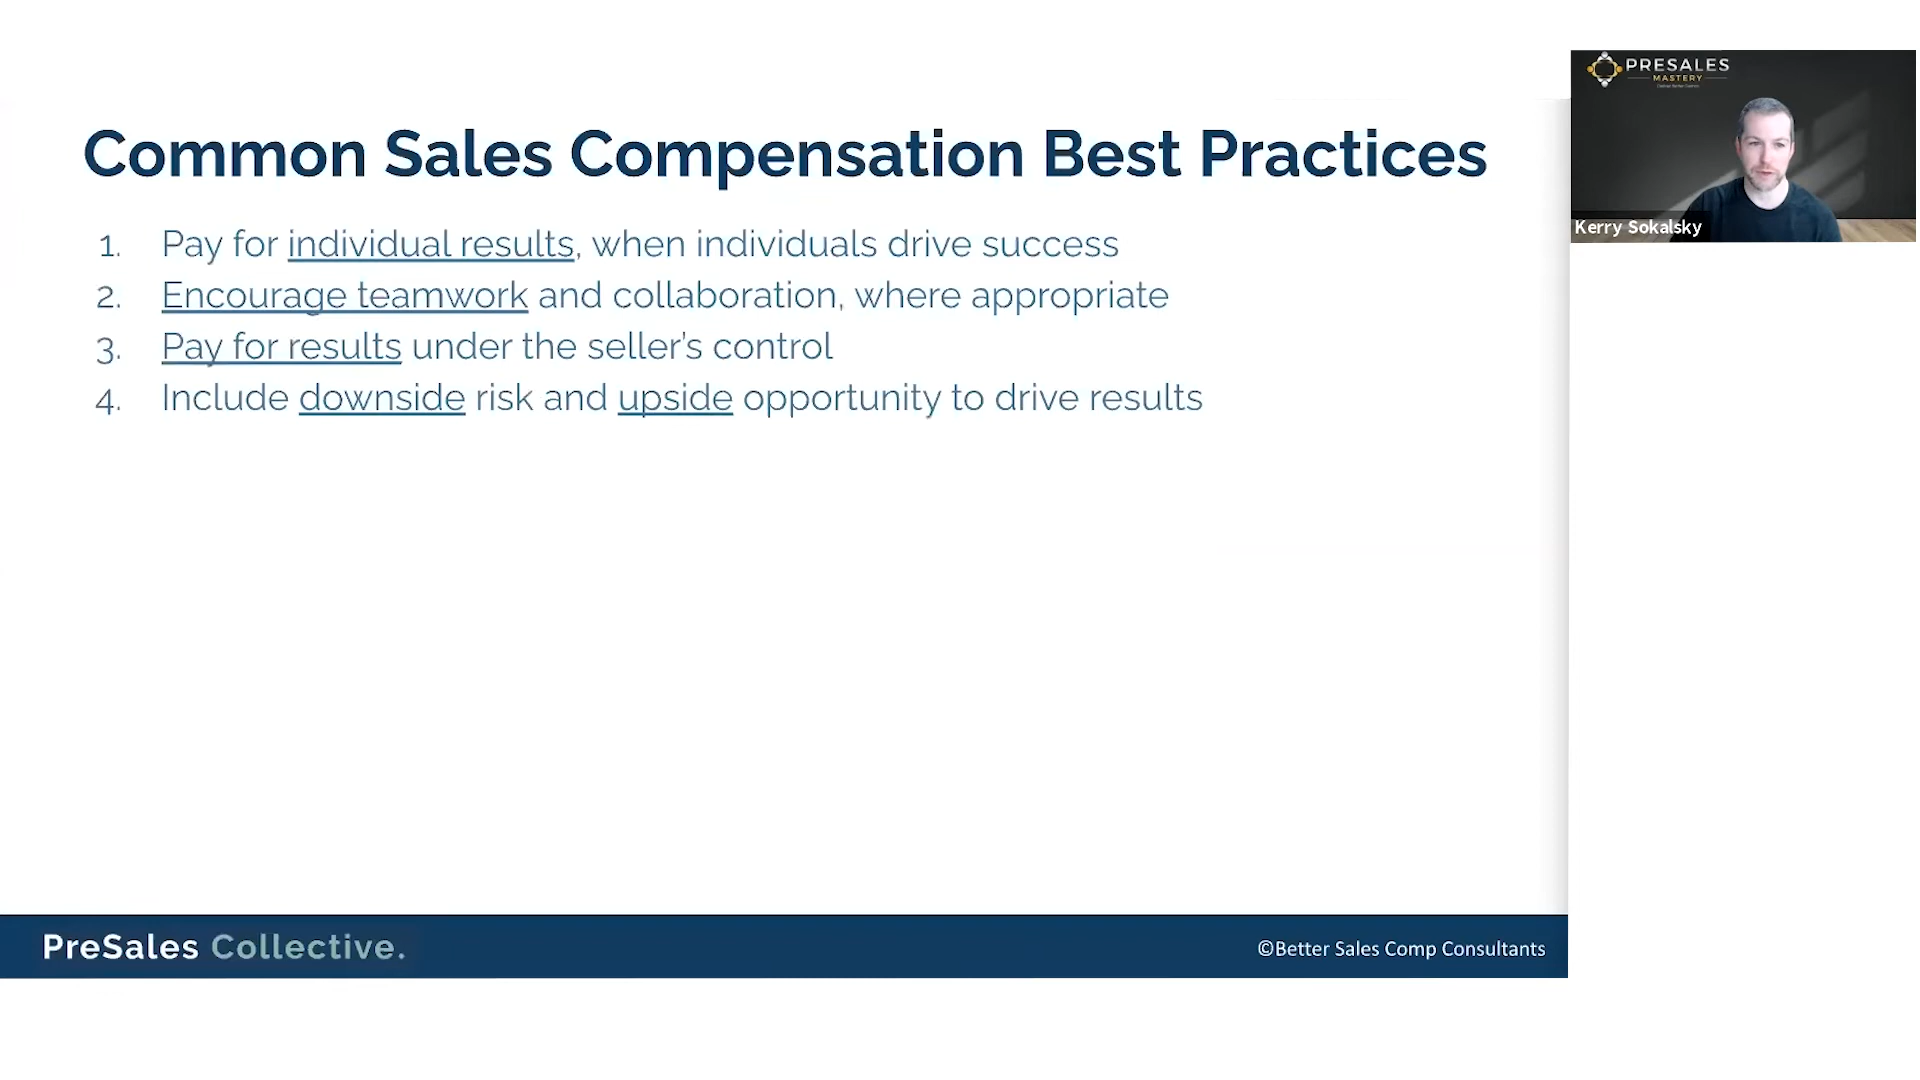 Common Sales Compensation Best Practices
1. Pay for individual results, when individuals drive success
2. Encourage teamwork and collaboration, where appropriate
3. Pay for results under the seller's control
4. Include downside risk and upside opportunity to drive results
PreSales Collective.
©Better Sales Comp Consultants
PRESALES
MASTERY
Kerry Sokalsky